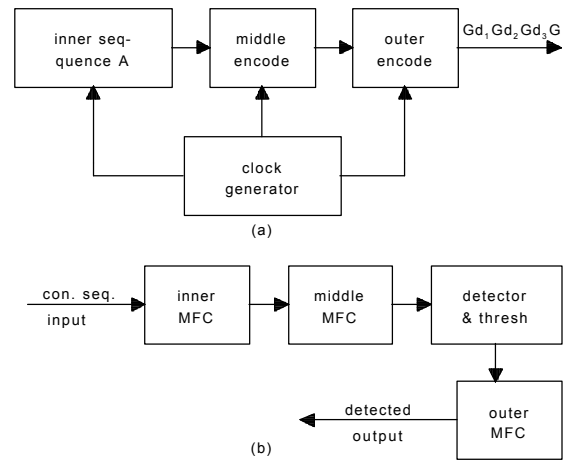 inner seq-
quence A
middle
encode
outer
encode
Gd₁Gd₂Gd₃G
clock
generator
(a)
con. seq.
input
inner
MFC
middle
MFC
detector
& thresh
detected
output
outer
MFC
(b)